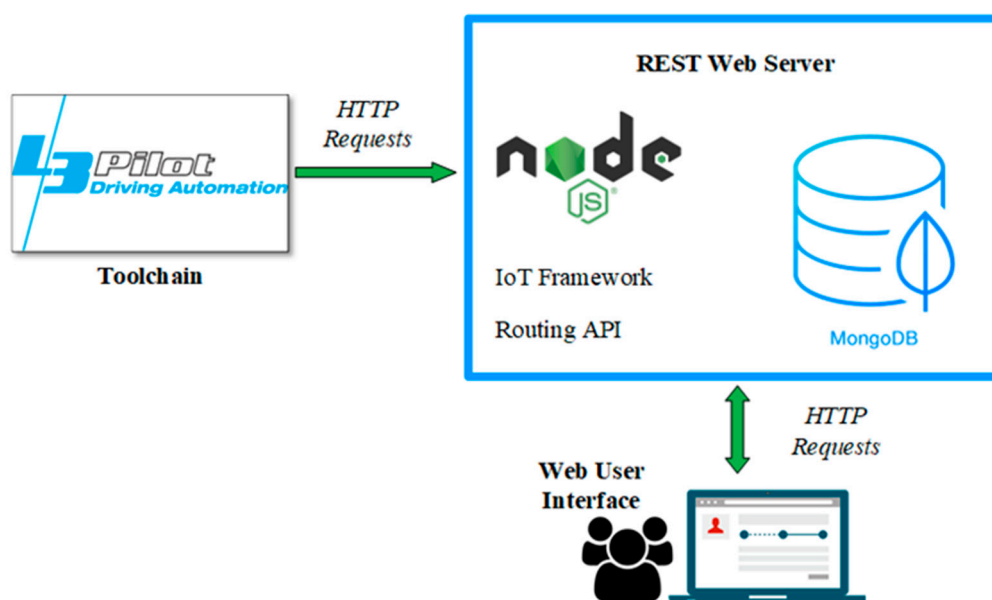 REST Web Server
HTTP
Requests
node
JS
®
L3Pilot
Driving Automation
Toolchain
IoT Framework
Routing API
MongoDB
HTTP
Requests
Web User
Interface